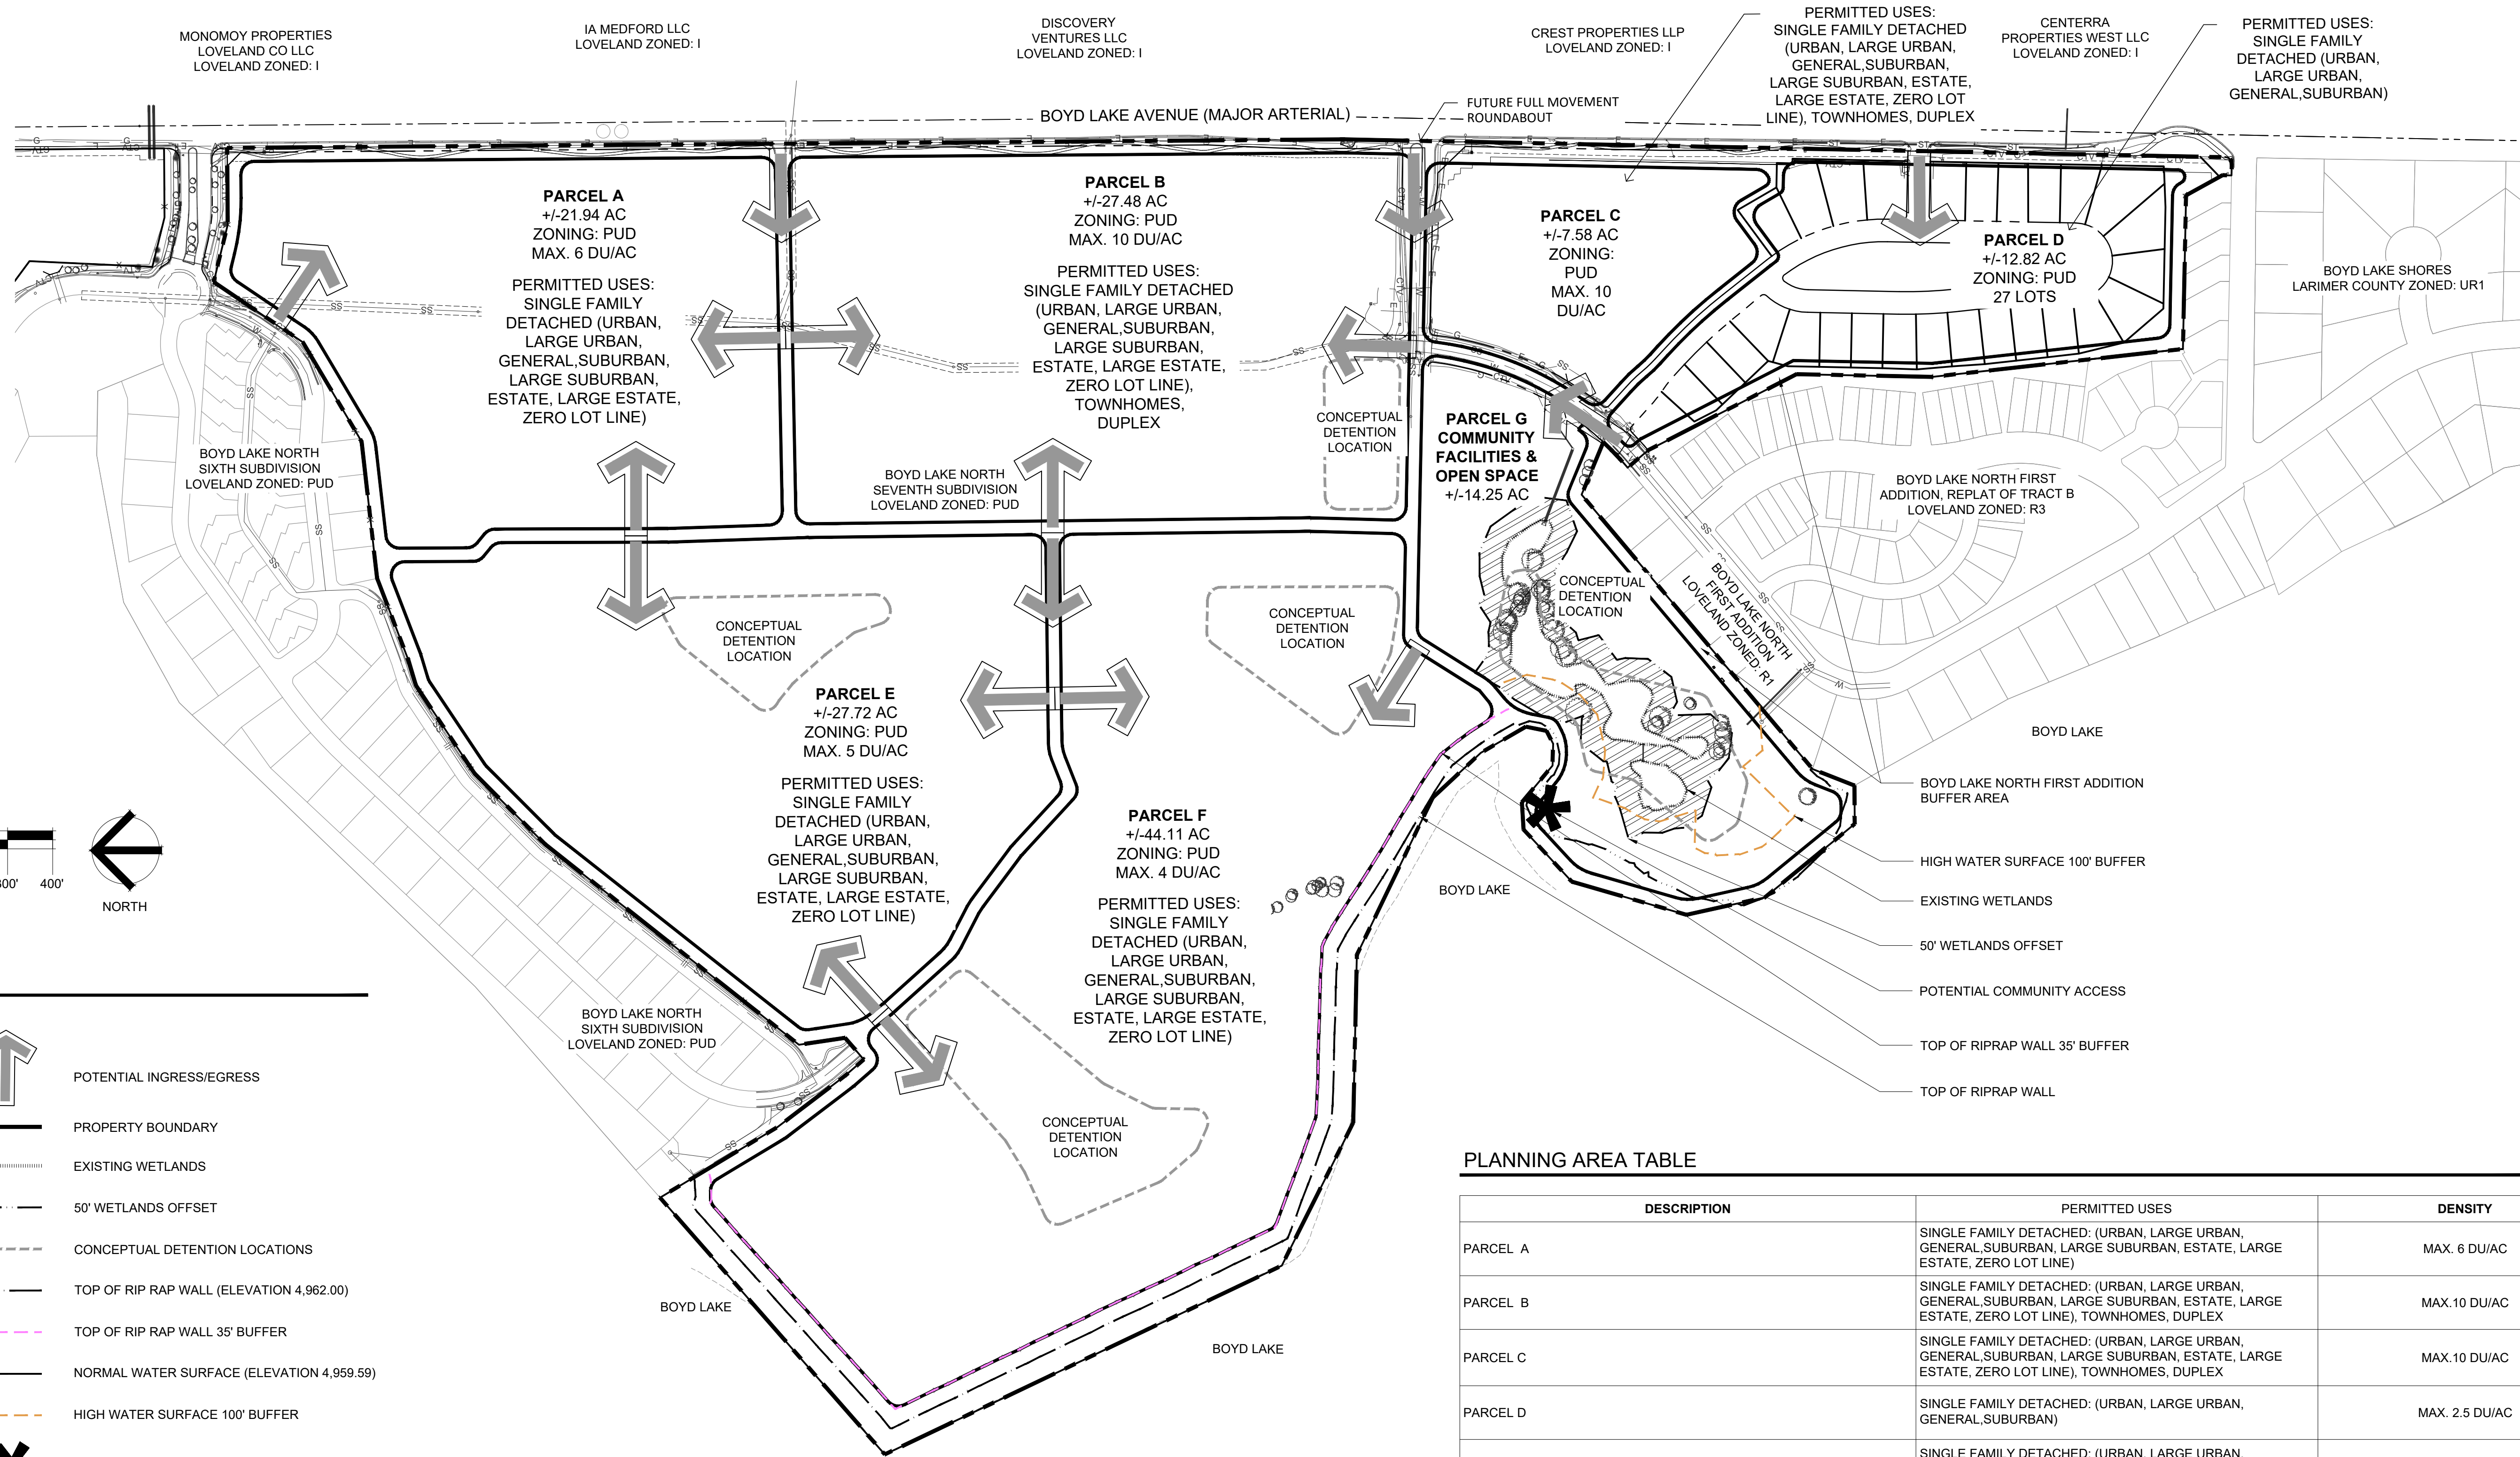 MONOMOY PROPERTIES
LOVELAND CO LLC
LOVELAND ZONED: I
IA MEDFORD LLC
LOVELAND ZONED: I
DISCOVERY
VENTURES LLC
LOVELAND ZONED: I
CREST PROPERTIES LLP
LOVELAND ZONED: I
PERMITTED USES:
SINGLE FAMILY DETACHED
(URBAN, LARGE URBAN,
GENERAL,SUBURBAN,
LARGE SUBURBAN, ESTATE,
LARGE ESTATE, ZERO LOT
LINE), TOWNHOMES, DUPLEX
CENTERRA
PROPERTIES WEST LLC
LOVELAND ZONED: I
PERMITTED USES:
SINGLE FAMILY
DETACHED (URBAN,
LARGE URBAN,
GENERAL,SUBURBAN)
BOYD LAKE AVENUE (MAJOR ARTERIAL)
FUTURE FULL MOVEMENT
ROUNDABOUT
PARCEL A
+/-21.94 AC
ZONING: PUD
MAX. 6 DU/AC
PERMITTED USES:
SINGLE FAMILY
DETACHED (URBAN,
LARGE URBAN,
GENERAL,SUBURBAN,
LARGE SUBURBAN,
ESTATE, LARGE ESTATE,
ZERO LOT LINE)
PARCEL B
+/-27.48 AC
ZONING: PUD
MAX. 10 DU/AC
PERMITTED USES:
SINGLE FAMILY DETACHED
(URBAN, LARGE URBAN,
GENERAL,SUBURBAN,
LARGE SUBURBAN,
ESTATE, LARGE ESTATE,
ZERO LOT LINE),
TOWNHOMES,
DUPLEX
PARCEL C
+/-7.58 AC
ZONING:
PUD
MAX. 10
DU/AC
PARCEL D
+/-12.82 AC
ZONING: PUD
27 LOTS
BOYD LAKE SHORES
LARIMER COUNTY ZONED: UR1
CONCEPTUAL
DETENTION
LOCATION
PARCEL G
COMMUNITY
FACILITIES &
OPEN SPACE
+/-14.25 AC
BOYD LAKE NORTH
SIXTH SUBDIVISION
LOVELAND ZONED: PUD
BOYD LAKE NORTH
SEVENTH SUBDIVISION
LOVELAND ZONED: PUD
BOYD LAKE NORTH FIRST
ADDITION, REPLAT OF TRACT B
LOVELAND ZONED: R3
CONCEPTUAL
DETENTION
LOCATION
BOYD LAKE NORTH
FIRST ADDITION
LOVELAND ZONED: R1
CONCEPTUAL
DETENTION
LOCATION
CONCEPTUAL
DETENTION
LOCATION
PARCEL E
+/-27.72 AC
ZONING: PUD
MAX. 5 DU/AC
PERMITTED USES:
SINGLE FAMILY
DETACHED (URBAN,
LARGE URBAN,
GENERAL,SUBURBAN,
LARGE SUBURBAN,
ESTATE, LARGE ESTATE,
ZERO LOT LINE)
PARCEL F
+/-44.11 AC
ZONING: PUD
MAX. 4 DU/AC
PERMITTED USES:
SINGLE FAMILY
DETACHED (URBAN,
LARGE URBAN,
GENERAL,SUBURBAN,
LARGE SUBURBAN,
ESTATE, LARGE ESTATE,
ZERO LOT LINE)
BOYD LAKE
BOYD LAKE
BOYD LAKE NORTH FIRST ADDITION
BUFFER AREA
HIGH WATER SURFACE 100' BUFFER
EXISTING WETLANDS
50' WETLANDS OFFSET
POTENTIAL COMMUNITY ACCESS
TOP OF RIPRAP WALL 35' BUFFER
TOP OF RIPRAP WALL
400'
NORTH
BOYD LAKE NORTH
SIXTH SUBDIVISION
LOVELAND ZONED: PUD
CONCEPTUAL
DETENTION
LOCATION
BOYD LAKE
BOYD LAKE
POTENTIAL INGRESS/EGRESS
PROPERTY BOUNDARY
EXISTING WETLANDS
50' WETLANDS OFFSET
CONCEPTUAL DETENTION LOCATIONS
TOP OF RIP RAP WALL (ELEVATION 4,962.00)
TOP OF RIP RAP WALL 35' BUFFER
NORMAL WATER SURFACE (ELEVATION 4,959.59)
HIGH WATER SURFACE 100' BUFFER
PLANNING AREA TABLE
DESCRIPTION PERMITTED USES DENSITY
PARCEL A
SINGLE FAMILY DETACHED: (URBAN, LARGE URBAN,
GENERAL,SUBURBAN, LARGE SUBURBAN, ESTATE, LARGE
ESTATE, ZERO LOT LINE)
MAX. 6 DU/AC
PARCEL B
SINGLE FAMILY DETACHED: (URBAN, LARGE URBAN,
GENERAL,SUBURBAN, LARGE SUBURBAN, ESTATE, LARGE
ESTATE, ZERO LOT LINE), TOWNHOMES, DUPLEX
MAX.10 DU/AC
PARCEL C
SINGLE FAMILY DETACHED: (URBAN, LARGE URBAN,
GENERAL,SUBURBAN, LARGE SUBURBAN, ESTATE, LARGE
ESTATE, ZERO LOT LINE), TOWNHOMES, DUPLEX
MAX.10 DU/AC
PARCEL D
SINGLE FAMILY DETACHED: (URBAN, LARGE URBAN,
GENERAL,SUBURBAN)
MAX. 2.5 DU/AC
SINGLE FAMILY DETACHED: (URBAN, LARGE URBAN,